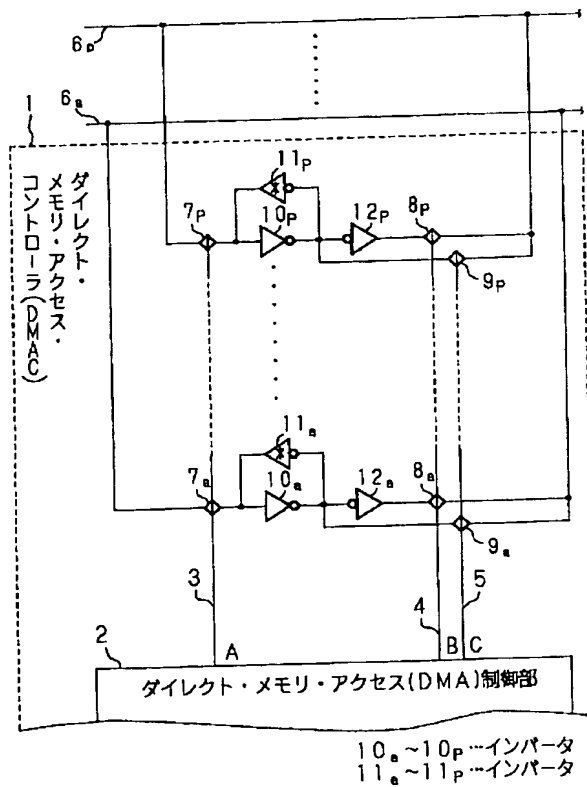 6p
6a
1
ダイレクト・
メモリ・アクセス・
コントローラ(DMAC)
11p
7p
10p
12p
8p
9p
11a
7a
10a
12a
8a
9a
3
4
5
2
A
B
C
ダイレクト・メモリ・アクセス(DMA)制御部
10a~10p…インバータ
11a~11p…インバータ